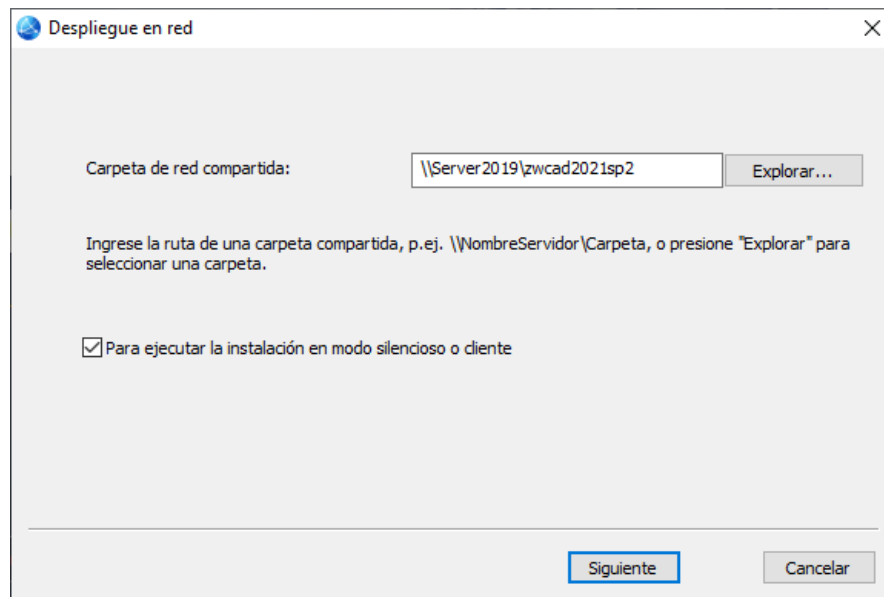 Despliegue en red
Carpeta de red compartida:
\\Server2019\zwcad2021sp2
Explorar...
Ingrese la ruta de una carpeta compartida, p.ej. \\NombreServidor\Carpeta, o presione "Explorar" para
seleccionar una carpeta.
Para ejecutar la instalación en modo silencioso o cliente
Siguiente
Cancelar